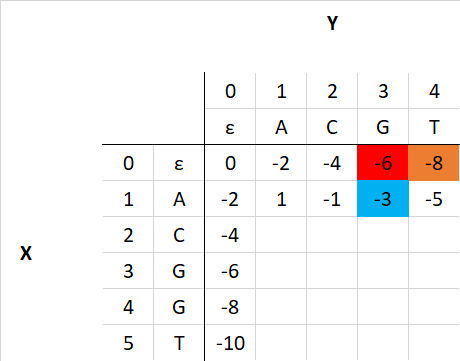 Y
0 1 2 3 4
ε A C G T
0 ε 0 -2 -4 -6 -8
1 A -2 1 -1 -3 -5
2 C -4
X
3 G -6
4 G -8
5 T -10